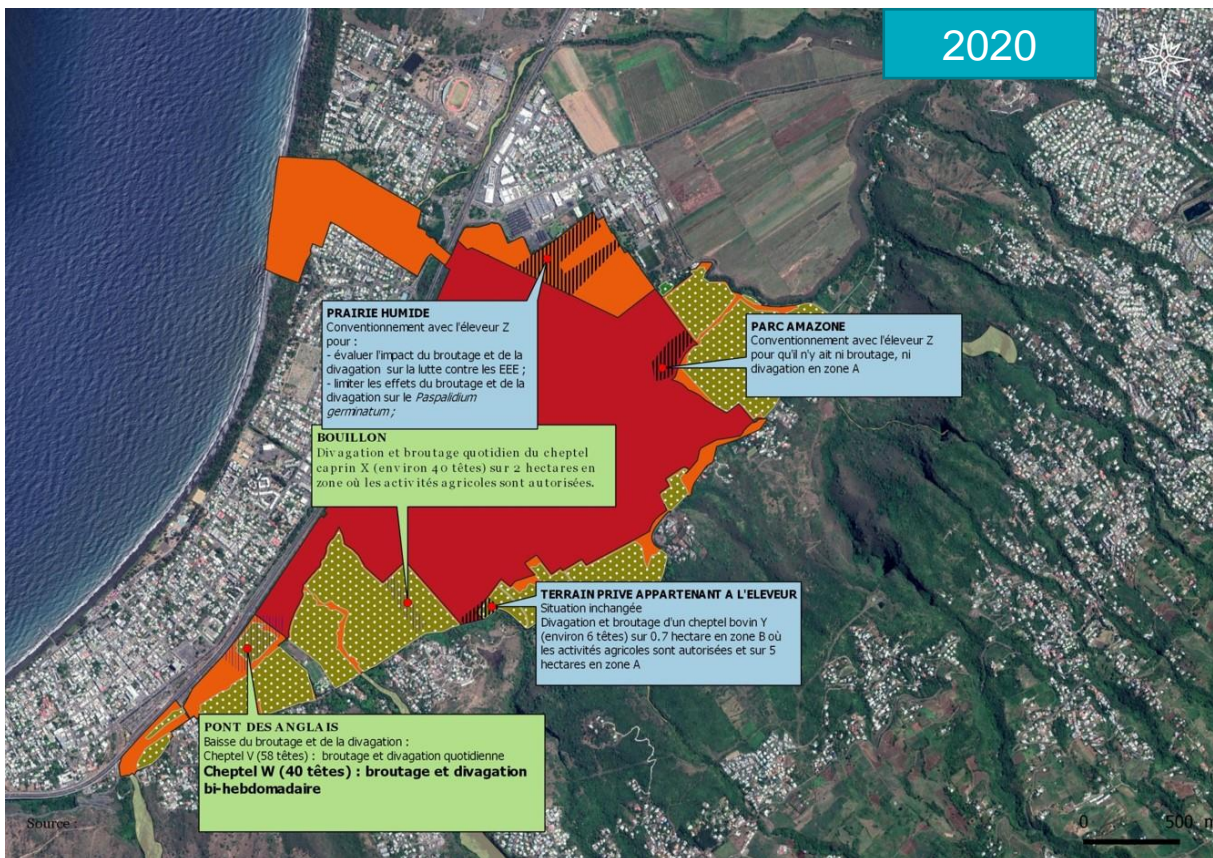 2020
PRAIRIE HUMIDE
Conventionnement avec l'éleveur Z
pour :
- évaluer l'impact du broutage et de la
divagation sur la lutte contre les EEE ;
- limiter les effets du broutage et de la
divagation sur le Paspalidium
germinatum ;
PARC AMAZONE
Conventionnement avec l'éleveur Z
pour qu'il n'y ait ni broutage, ni
divagation en zone A
BOUILLON
Divagation et broutage quotidien du cheptel
caprin X (environ 40 têtes) sur 2 hectares en
zone où les activités agricoles sont autorisées.
TERRAIN PRIVE APPARTENANT A L'ELEVEUR
Situation inchangée
Divagation et broutage d'un cheptel bovin Y
(environ 6 têtes) sur 0.7 hectare en zone B où
les activités agricoles sont autorisées et sur 5
hectares en zone A
PONT DES ANGLAIS
Baisse du broutage et de la divagation :
Cheptel V (58 têtes) : broutage et divagation quotidienne
Cheptel W (40 têtes) : broutage et divagation
bi-hebdomadaire
Source :
0 500 m